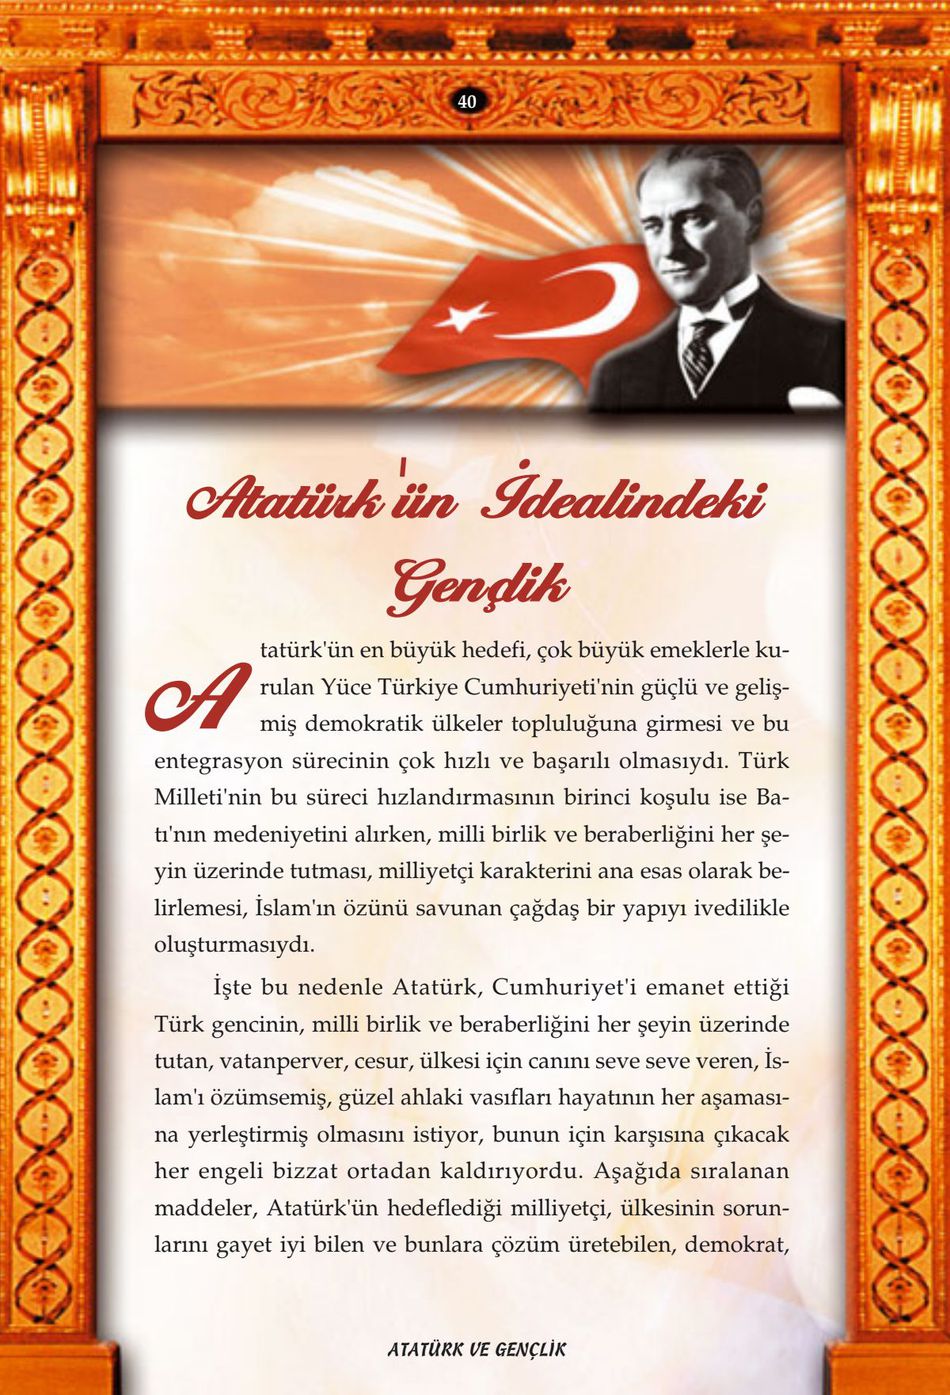 40
Atatürk'ün İdealindeki
Gençlik
Atatürk'ün en büyük hedefi, çok büyük emeklerle ku-
rulan Yüce Türkiye Cumhuriyeti'nin güçlü ve geliş-
miş demokratik ülkeler topluluğuna girmesi ve bu
entegrasyon sürecinin çok hızlı ve başarılı olmasıydı. Türk
Milleti'nin bu süreci hızlandırmasının birinci koşulu ise Ba-
tı'nın medeniyetini alırken, milli birlik ve beraberliğini her şe-
yin üzerinde tutması, milliyetçi karakterini ana esas olarak be-
lirlemesi, İslam'ın özünü savunan çağdaş bir yapıyı ivedilikle
oluşturmasıydı.
İşte bu nedenle Atatürk, Cumhuriyet'i emanet ettiği
Türk gencinin, milli birlik ve beraberliğini her şeyin üzerinde
tutan, vatanperver, cesur, ülkesi için canını seve seve veren, İs-
lam'ı özümsemiş, güzel ahlaki vasıfları hayatının her aşaması-
na yerleştirmiş olmasını istiyor, bunun için karşısına çıkacak
her engeli bizzat ortadan kaldırıyordu. Aşağıda sıralanan
maddeler, Atatürk'ün hedeflediği milliyetçi, ülkesinin sorun-
larını gayet iyi bilen ve bunlara çözüm üretebilen, demokrat,
ATATÜRK VE GENÇLİK